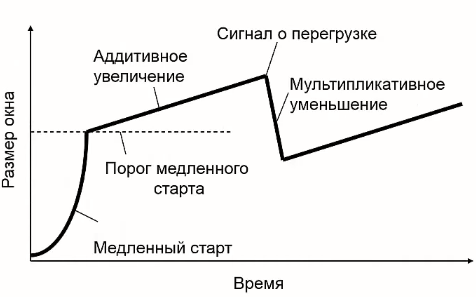 Сигнал о перегрузке
Аддитивное
увеличение
Мультипликативное
уменьшение
Размер окна
Порог медленного
старта
Медленный старт
Время